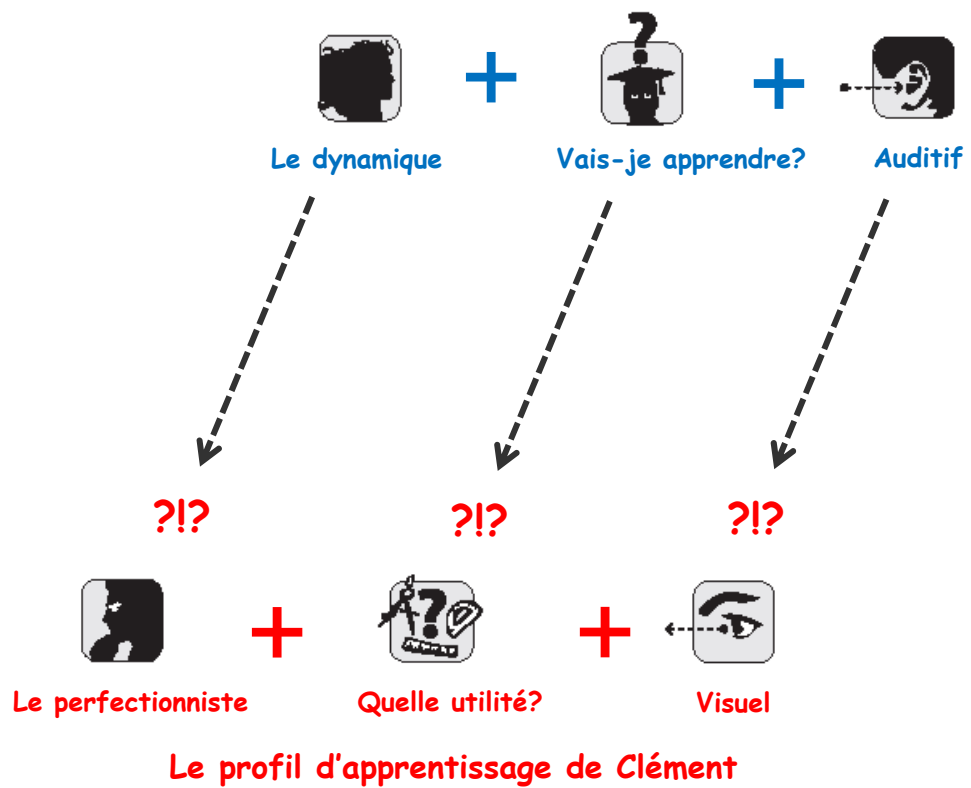 Le dynamique
Vais-je apprendre?
Auditif
?!?
?!?
?!?
Le perfectionniste
Quelle utilité?
Visuel
Le profil d'apprentissage de Clément